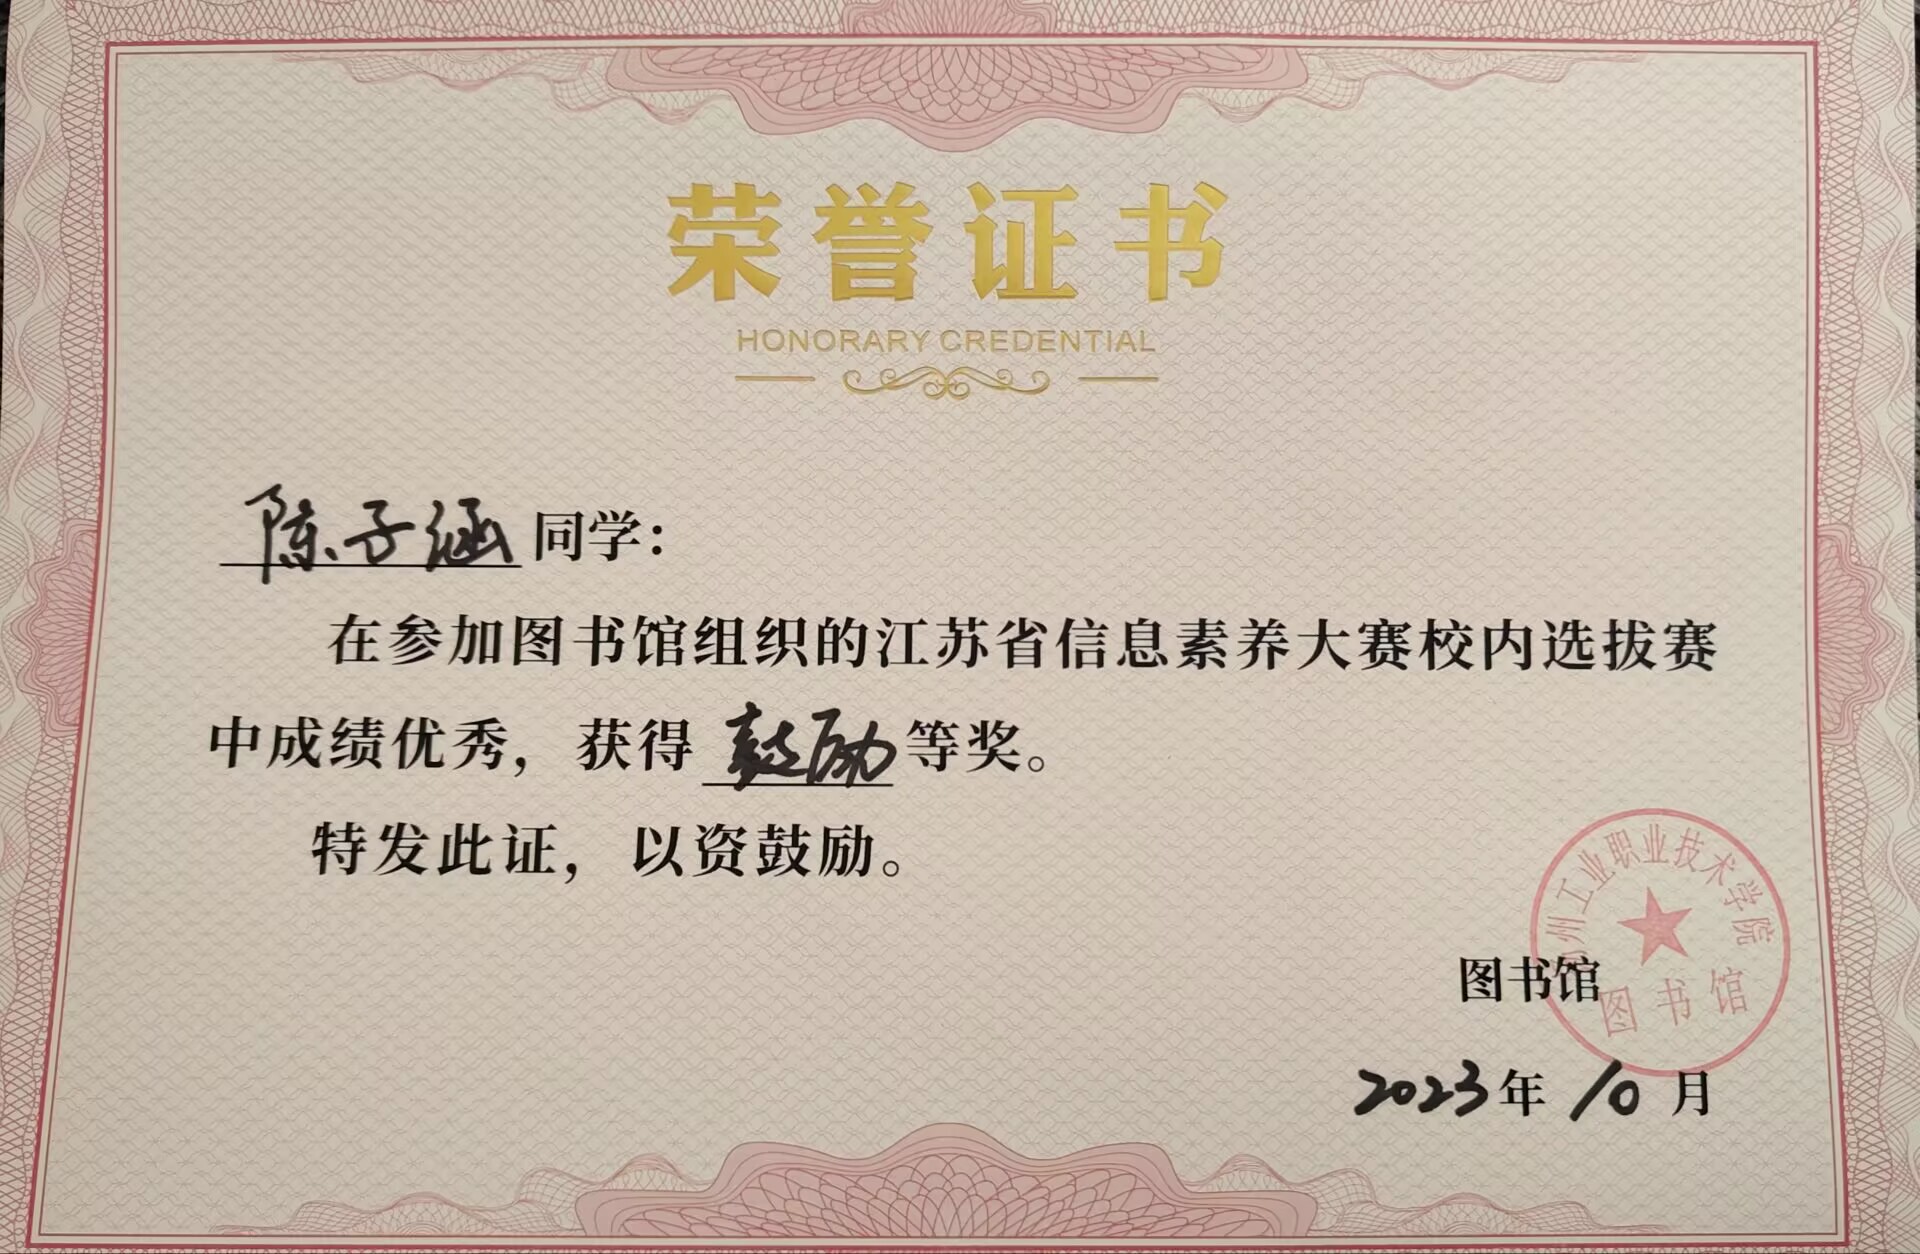 荣誉证书
HONORARY CREDENTIAL
陈子涵同学：
在参加图书馆组织的江苏省信息素养大赛校内选拔赛
中成绩优秀，获得鼓励等奖。
特发此证，以资鼓励。
州工业职业技术学院
图书馆
图书馆
2023年10月